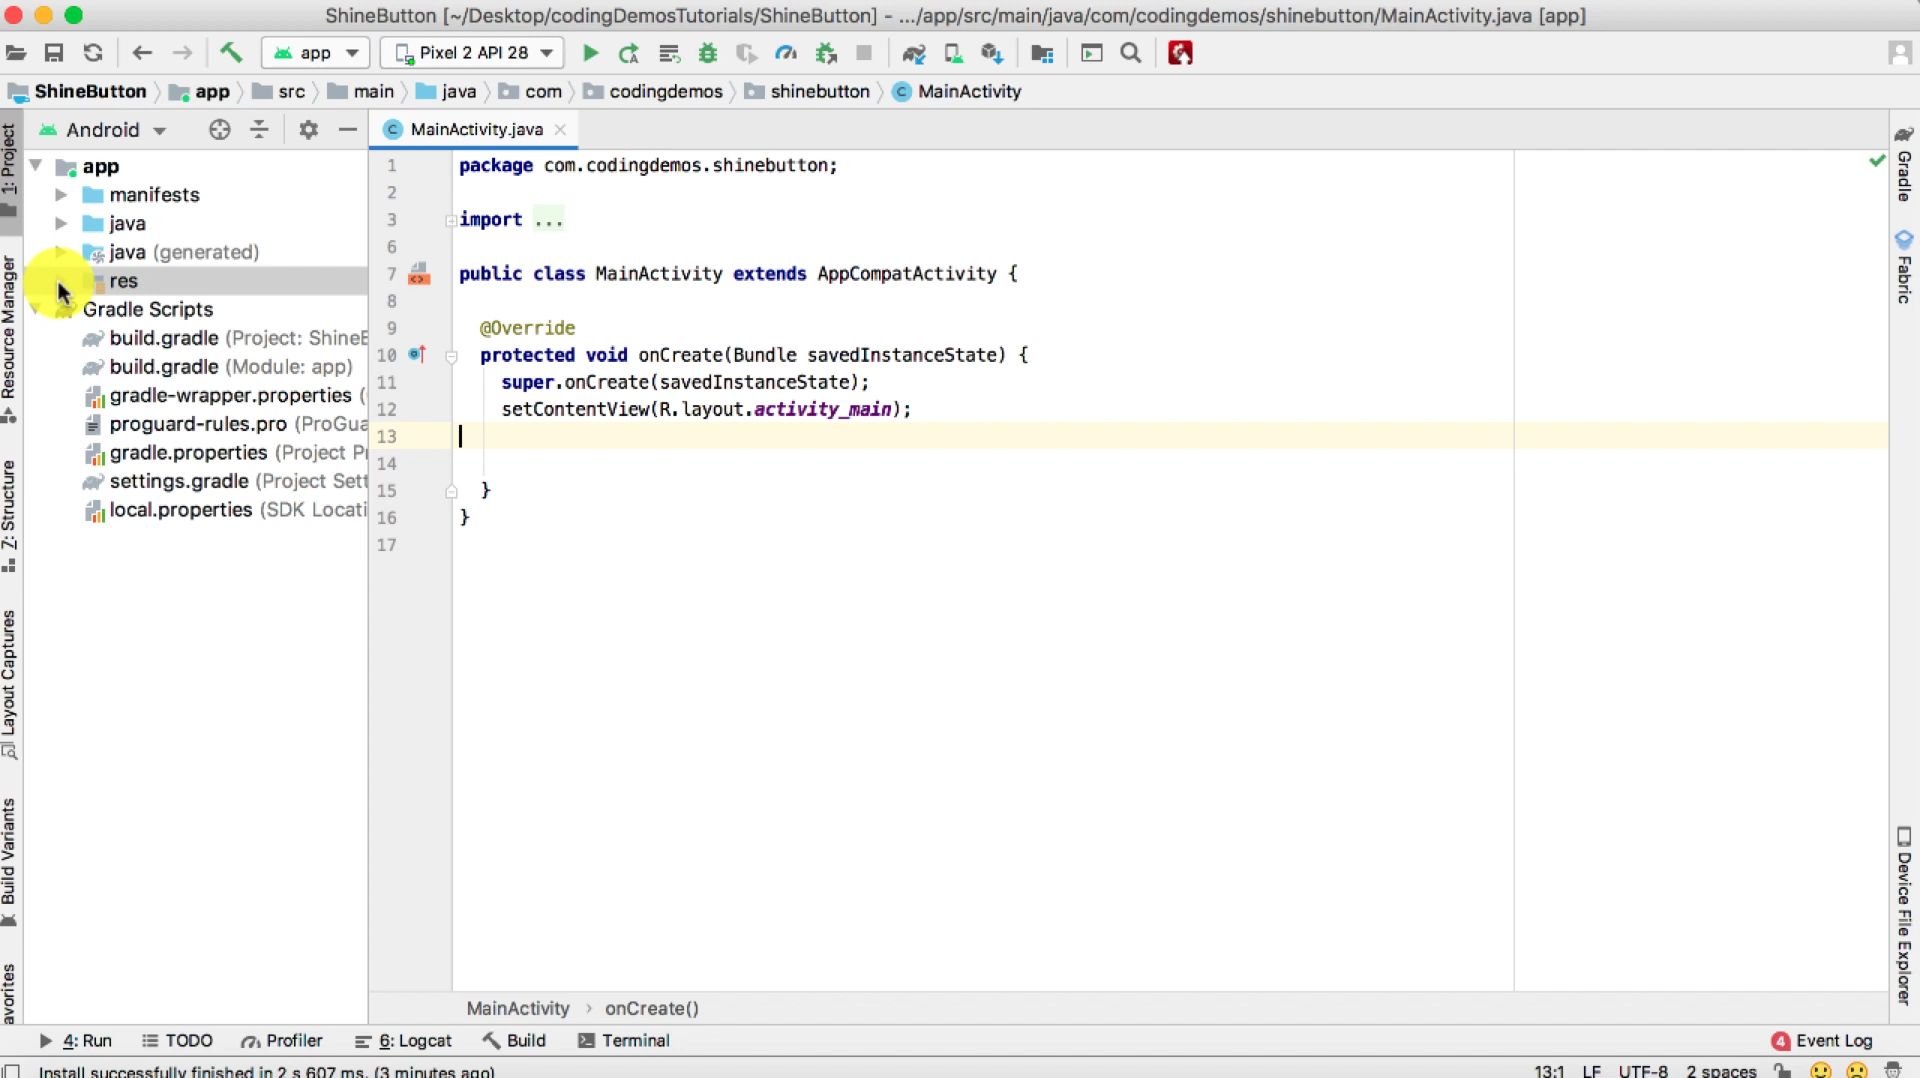 ShineButton [~/Desktop/codingDemosTutorials/ShineButton] - .../app/src/main/java/com/codingdemos/shinebutton/MainActivity.java [app]
app
Pixel 2 API 28
ShineButton
app
src
main
java
com
codingdemos
shinebutton
MainActivity
Android
MainActivity.java
1: Project
Resource Manager
Z: Structure
Layout Captures
Build Variants
avorites
app
manifests
java
java (generated)
res
Gradle Scripts
build.gradle (Project: ShineB
build.gradle (Module: app)
gradle-wrapper.properties (
proguard-rules.pro (ProGua
gradle.properties (Project Pr
settings.gradle (Project Sett
local.properties (SDK Locati
1 package com.codingdemos.shinebutton;
2
3 import ...
6
7 public class MainActivity extends AppCompatActivity {
8
9 @Override
10 protected void onCreate(Bundle savedInstanceState) {
11 super.onCreate(savedInstanceState);
12 setContentView(R.layout.activity_main);
13
14
15 }
16 }
17
Gradle
Fabric
Device File Explorer
MainActivity › onCreate()
4: Run
TODO
Profiler
6: Logcat
Build
Terminal
4 Event Log
Install successfully finished in 2 s 607 ms. (3 minutes ago)
13:1 LF UTF-8 2 spaces